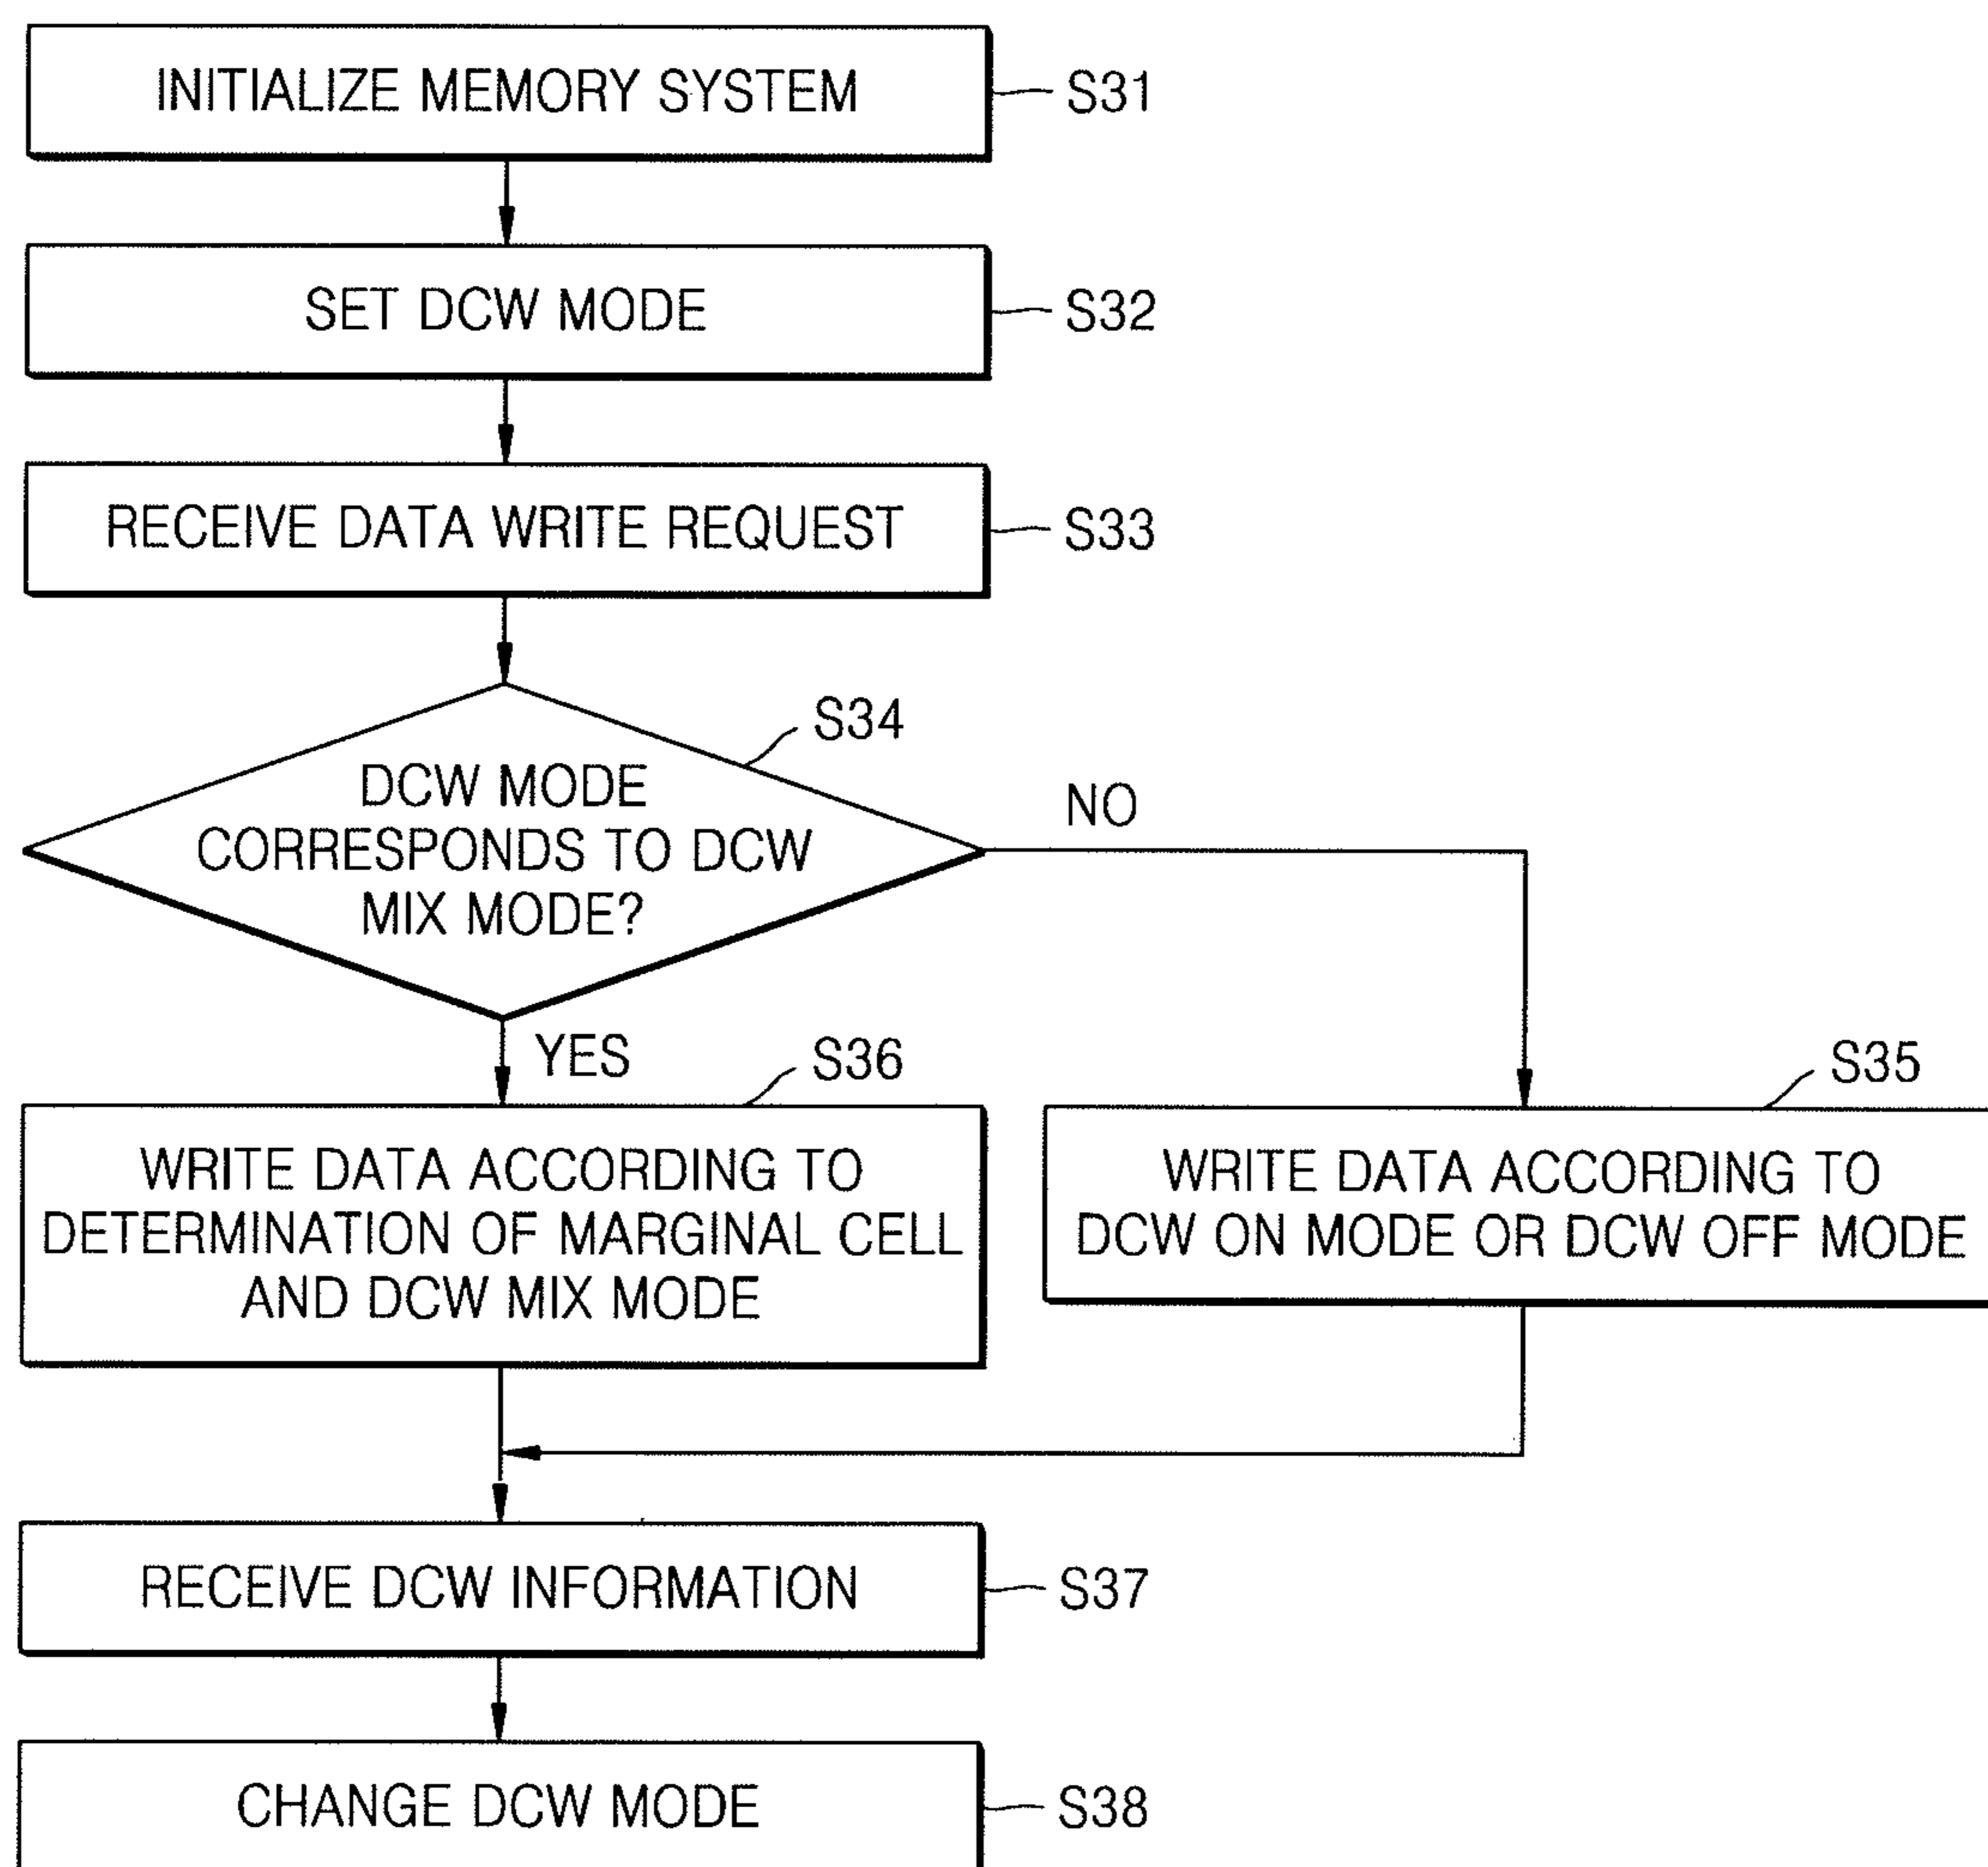 INITIALIZE MEMORY SYSTEM
S31
SET DCW MODE
S32
RECEIVE DATA WRITE REQUEST
S33
S34
DCW MODE
CORRESPONDS TO DCW
MIX MODE?
NO
YES
S36
WRITE DATA ACCORDING TO
DETERMINATION OF MARGINAL CELL
AND DCW MIX MODE
S35
WRITE DATA ACCORDING TO
DCW ON MODE OR DCW OFF MODE
RECEIVE DCW INFORMATION
S37
CHANGE DCW MODE
S38